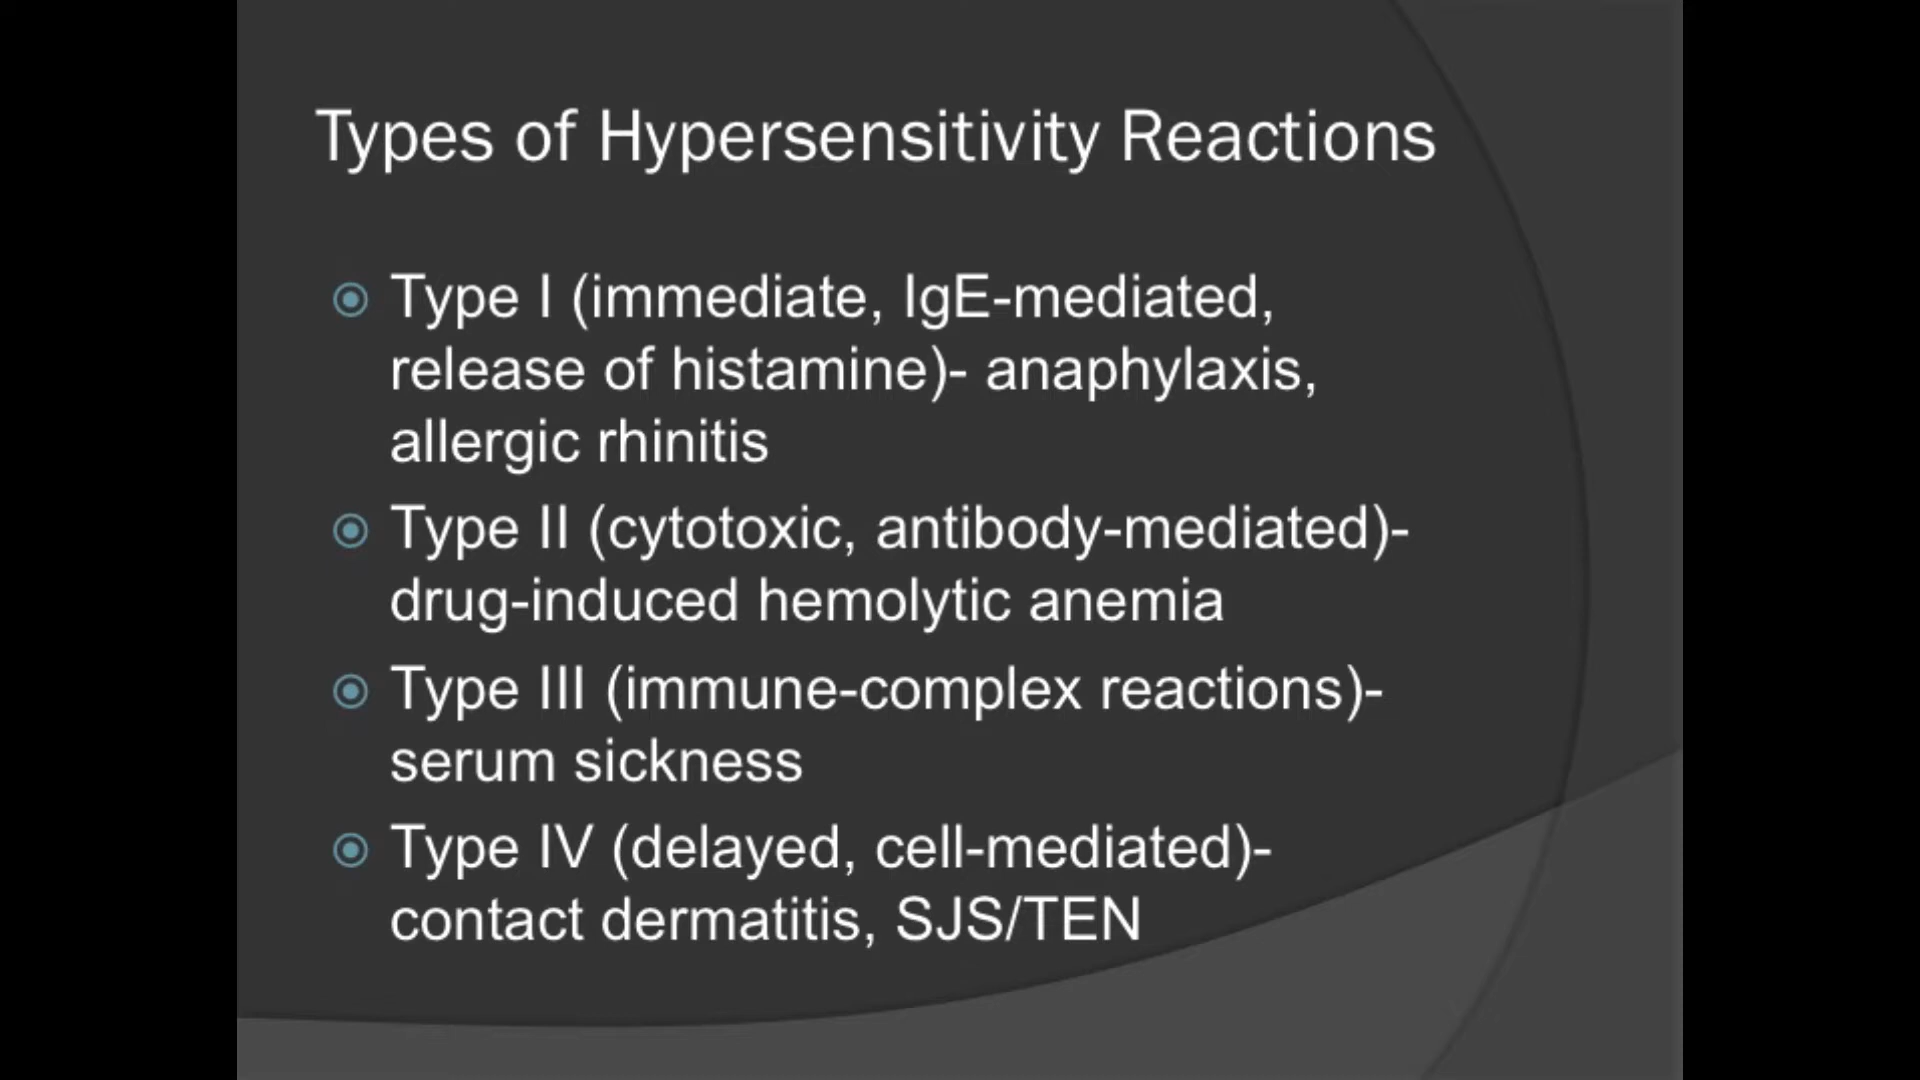 Types of Hypersensitivity Reactions
Type I (immediate, IgE-mediated,
release of histamine)- anaphylaxis,
allergic rhinitis
Type II (cytotoxic, antibody-mediated)-
drug-induced hemolytic anemia
Type III (immune-complex reactions)-
serum sickness
Type IV (delayed, cell-mediated)-
contact dermatitis, SJS/TEN